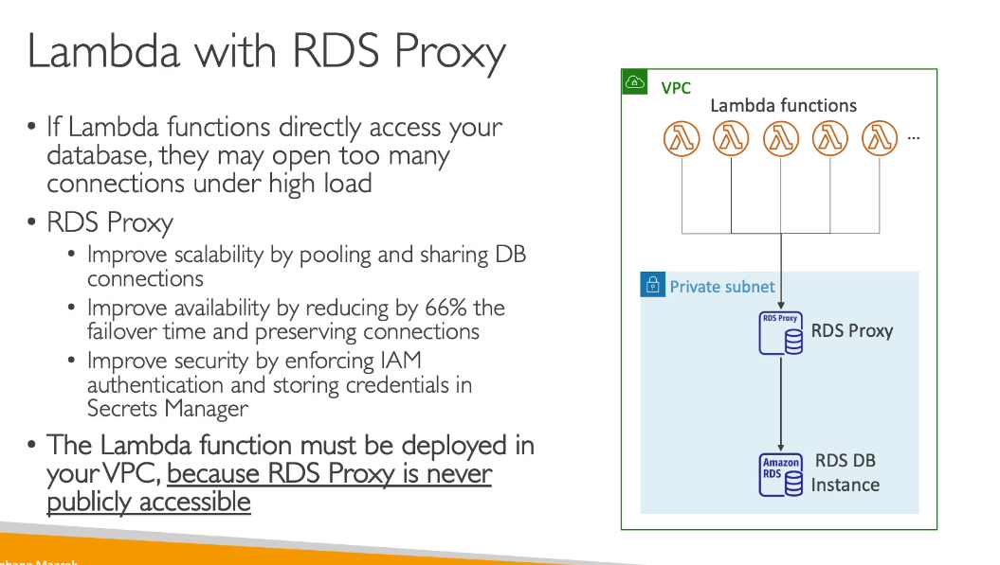 Lambda with RDS Proxy
• If Lambda functions directly access your
database, they may open too many
connections under high load
• RDS Proxy
• Improve scalability by pooling and sharing DB
connections
• Improve availability by reducing by 66% the
failover time and preserving connections
• Improve security by enforcing IAM
authentication and storing credentials in
Secrets Manager
• The Lambda function must be deployed in
your VPC, because RDS Proxy is never
publicly accessible
VPC
Lambda functions
...
Private subnet
RDS Proxy
RDS Proxy
Amazon
RDS
RDS DB
Instance